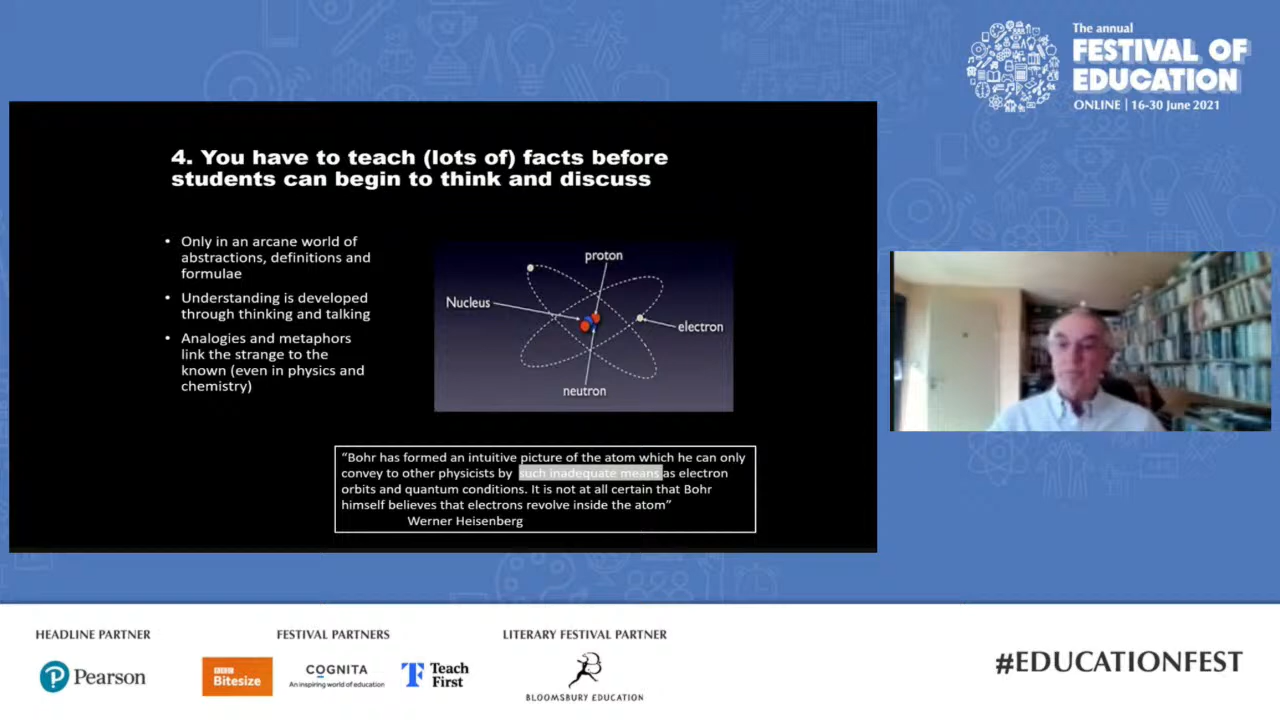 The annual
FESTIVAL OF
EDUCATION
ONLINE | 16-30 June 2021
4. You have to teach (lots of) facts before
students can begin to think and discuss
• Only in an arcane world of
abstractions, definitions and
formulae
• Understanding is developed
through thinking and talking
• Analogies and metaphors
link the strange to the
known (even in physics and
chemistry)
proton
Nucleus
electron
neutron
“Bohr has formed an intuitive picture of the atom which he can only
convey to other physicists by such inadequate means as electron
orbits and quantum conditions. It is not at all certain that Bohr
himself believes that electrons revolve inside the atom”
Werner Heisenberg
HEADLINE PARTNER
Pearson
FESTIVAL PARTNERS
BBC
Bitesize
COGNITA
An inspiring world of education
Teach
First
LITERARY FESTIVAL PARTNER
BLOOMSBURY EDUCATION
#EDUCATIONFEST